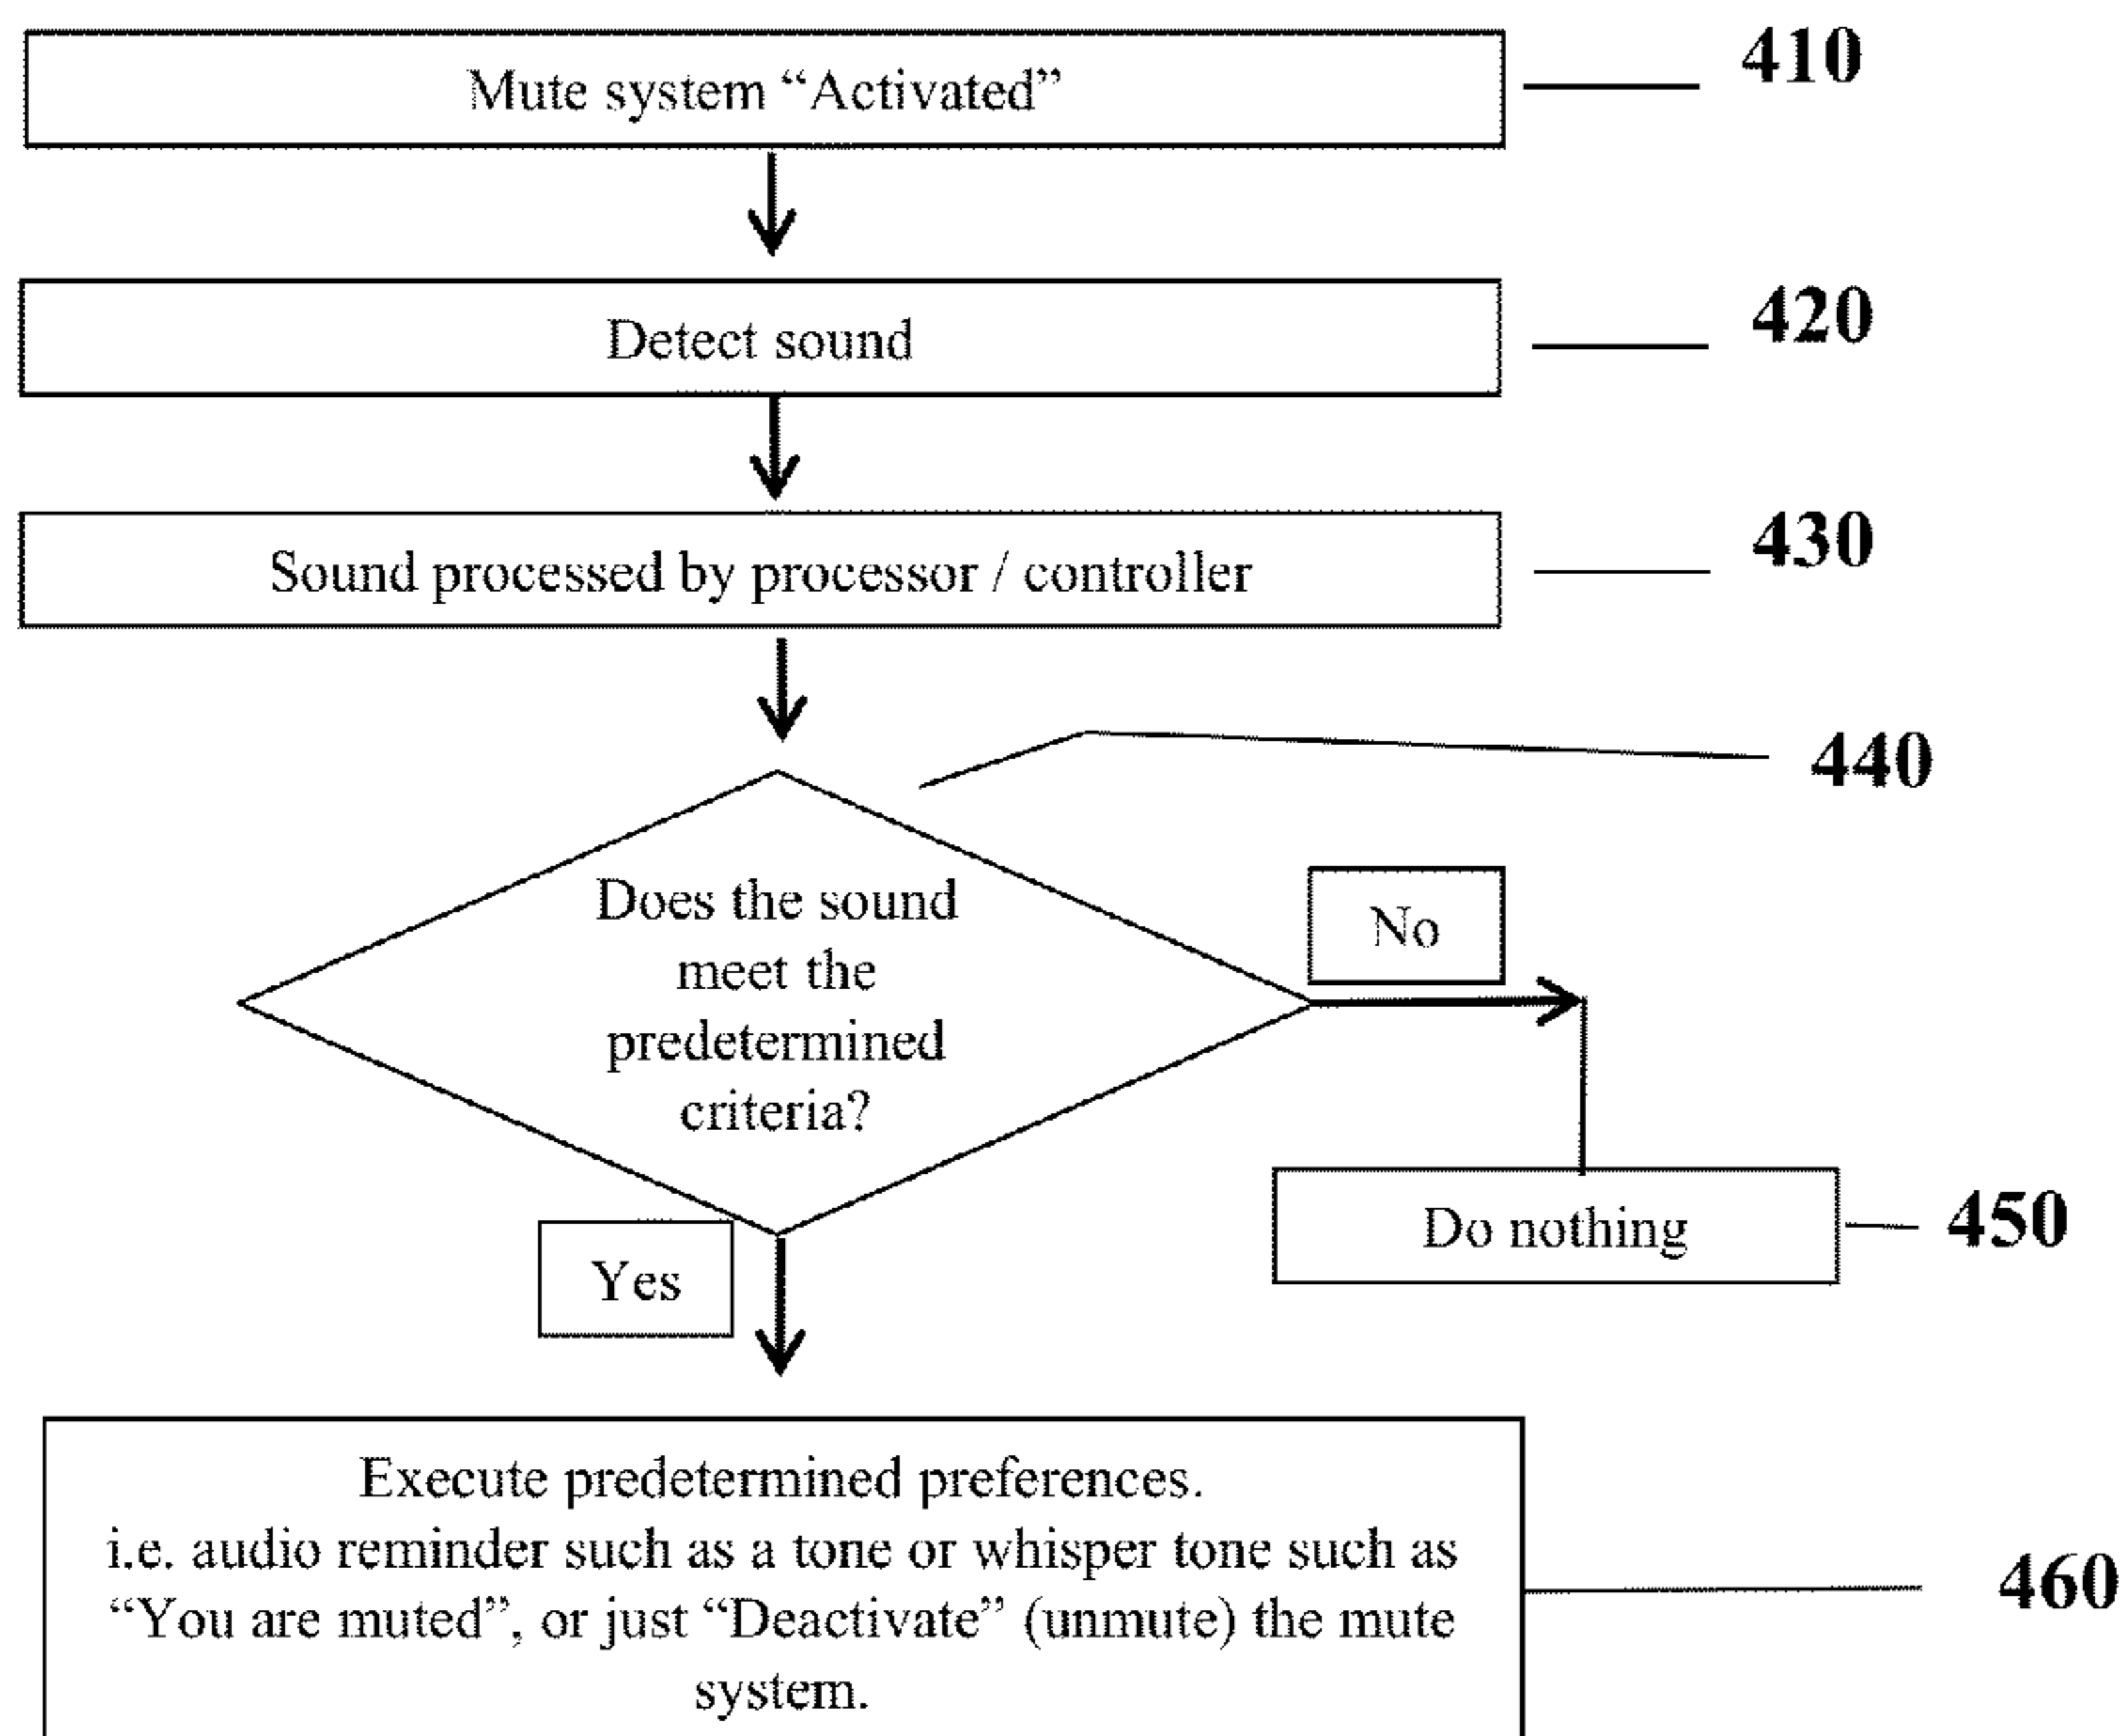 Mute system “Activated”
410
Detect sound
420
Sound processed by processor / controller
430
440
Does the sound
meet the
predetermined
criteria?
No
Do nothing
450
Yes
Execute predetermined preferences.
i.e. audio reminder such as a tone or whisper tone such as
“You are muted”, or just “Deactivate” (unmute) the mute
system.
460